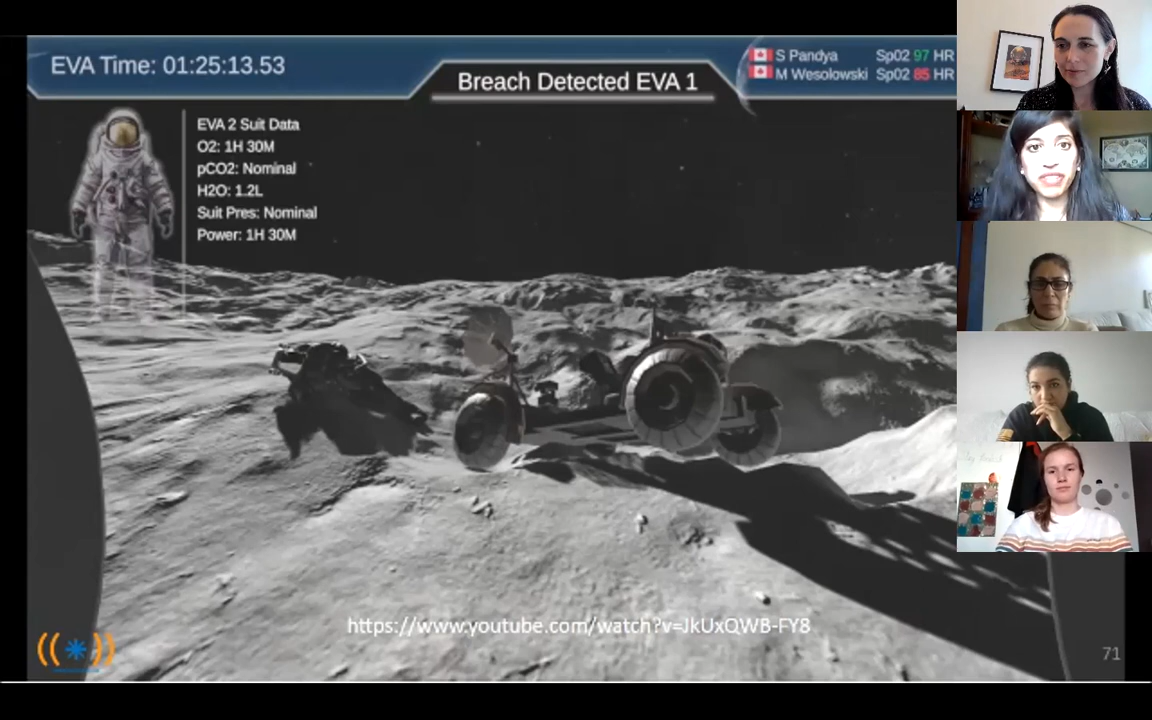 EVA Time: 01:25:13.53
Breach Detected EVA 1
S Pandya Sp02 97 HR
M Wesolowski Sp02 85 HR
EVA 2 Suit Data
O2: 1H 30M
pCO2: Nominal
H2O: 1.2L
Suit Pres: Nominal
Power: 1H 30M
https://www.youtube.com/watch?v=JkUxQWB-FY8
71